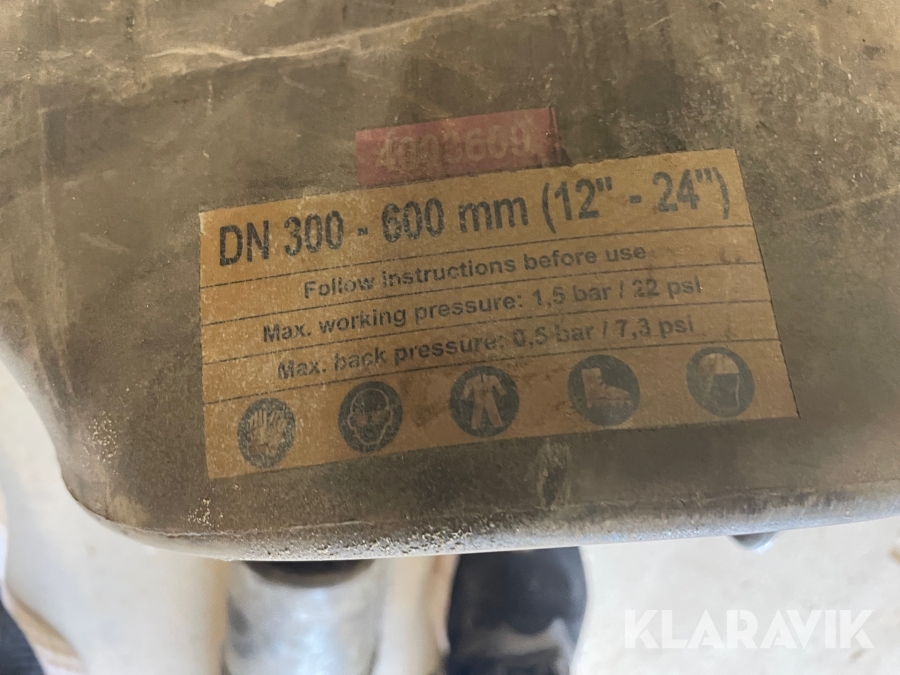 DN 300 - 600 mm (12" - 24")
Follow instructions before use
Max. working pressure: 1,5 bar / 22 psi
Max. back pressure: 0,5 bar / 7,3 psi
KLARAVIK